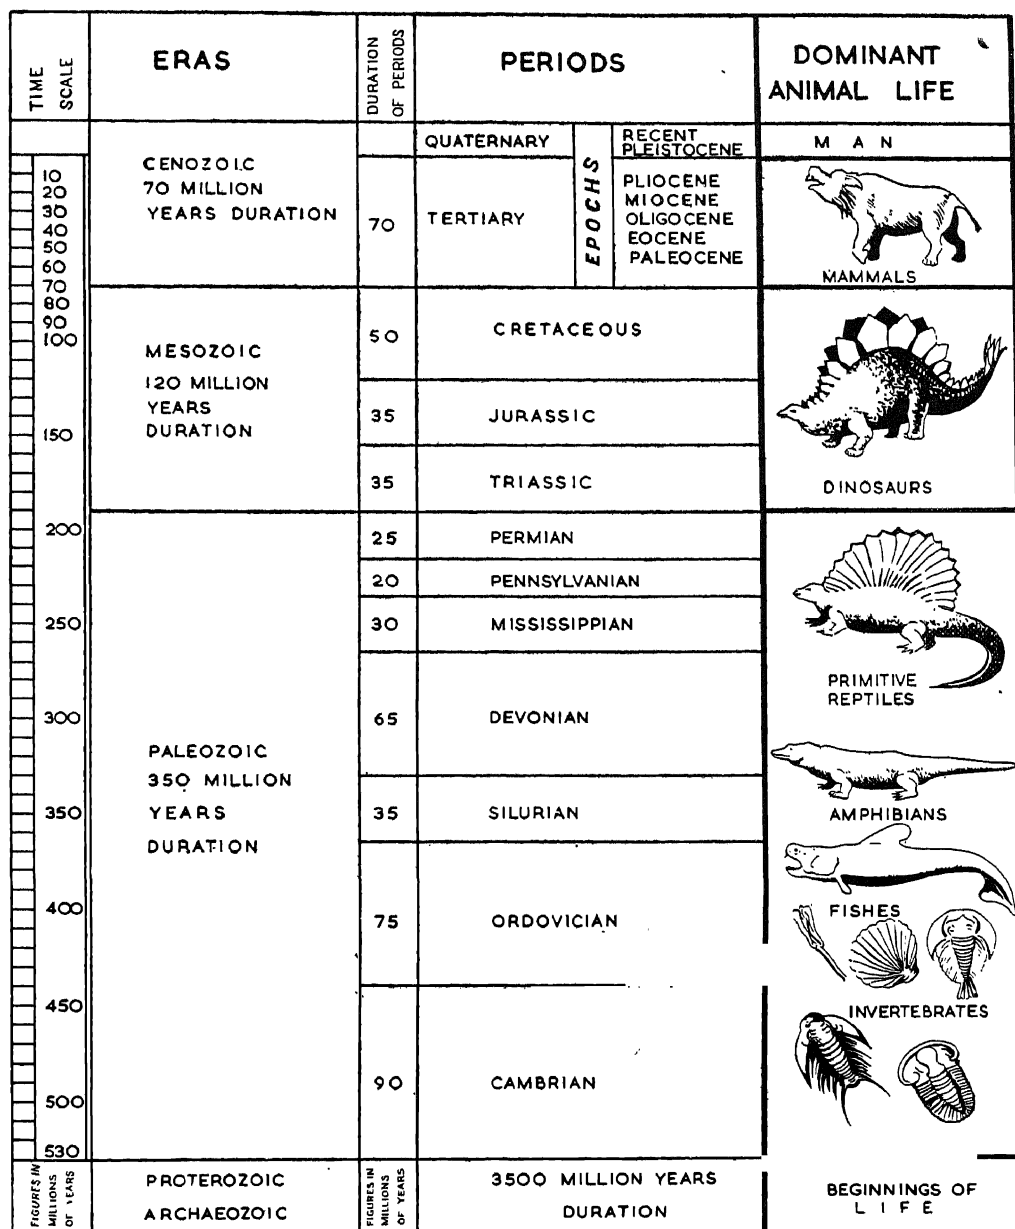 TIME
SCALE
ERAS
DURATION
OF PERIODS
PERIODS
DOMINANT
ANIMAL LIFE
CENOZOIC
70 MILLION
YEARS DURATION
70
QUATERNARY
TERTIARY
EPOCHS
RECENT
PLEISTOCENE
PLIOCENE
MIOCENE
OLIGOCENE
EOCENE
PALEOCENE
MAN
MAMMALS
10
20
30
40
50
60
70
80
90
100
150
200
250
300
350
400
450
500
530
MESOZOIC
120 MILLION
YEARS
DURATION
50
CRETACEOUS
35
JURASSIC
35
TRIASSIC
DINOSAURS
PALEOZOIC
350 MILLION
YEARS
DURATION
25
PERMIAN
20
PENNSYLVANIAN
30
MISSISSIPPIAN
65
DEVONIAN
35
SILURIAN
75
ORDOVICIAN
90
CAMBRIAN
PRIMITIVE
REPTILES
AMPHIBIANS
FISHES
INVERTEBRATES
FIGURES IN
MILLIONS
OF YEARS
PROTEROZOIC
ARCHAEOZOIC
FIGURES IN
MILLIONS
OF YEARS
3500 MILLION YEARS
DURATION
BEGINNINGS OF
LIFE